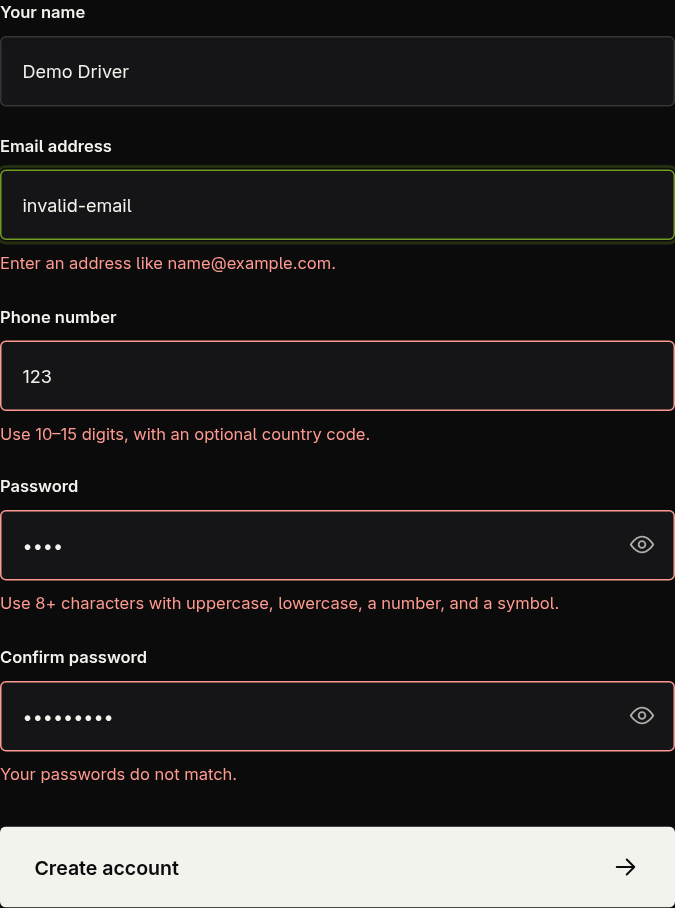 Your name
Demo Driver
Email address
invalid-email
Enter an address like name@example.com.
Phone number
123
Use 10–15 digits, with an optional country code.
Password
••••
Use 8+ characters with uppercase, lowercase, a number, and a symbol.
Confirm password
•••••••••
Your passwords do not match.
Create account